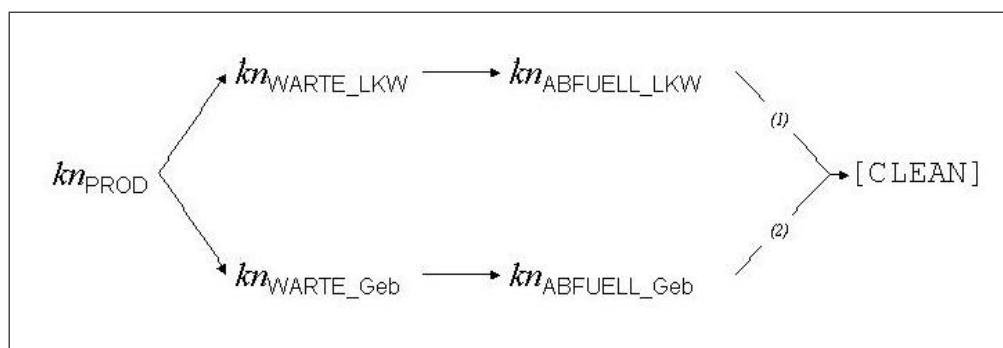 knWARTE_LKW knABFUELL_LKW
(1)
knPROD [CLEAN]
(2)
knWARTE_Geb knABFUELL_Geb